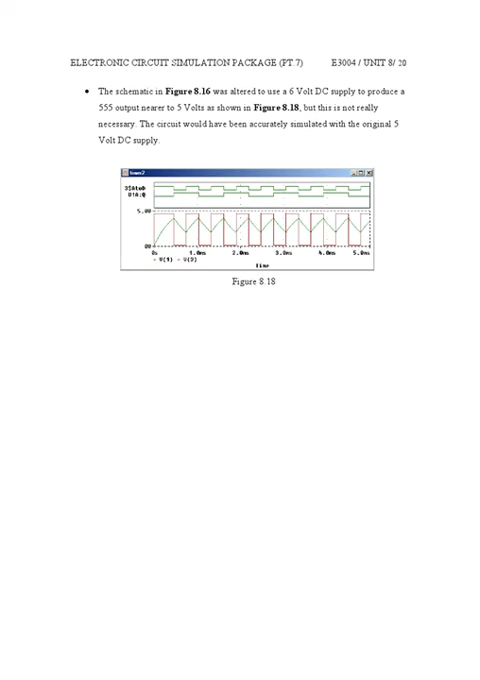 ELECTRONIC CIRCUIT SIMULATION PACKAGE (PT.7) E3004 / UNIT 8/ 20
• The schematic in Figure 8.16 was altered to use a 6 Volt DC supply to produce a
555 output nearer to 5 Volts as shown in Figure 8.18, but this is not really
necessary. The circuit would have been accurately simulated with the original 5
Volt DC supply.
U1A:Q
0s 1.0ms 2.0ms 3.0ms 4.0ms 5.0ms
Time
Figure 8.18